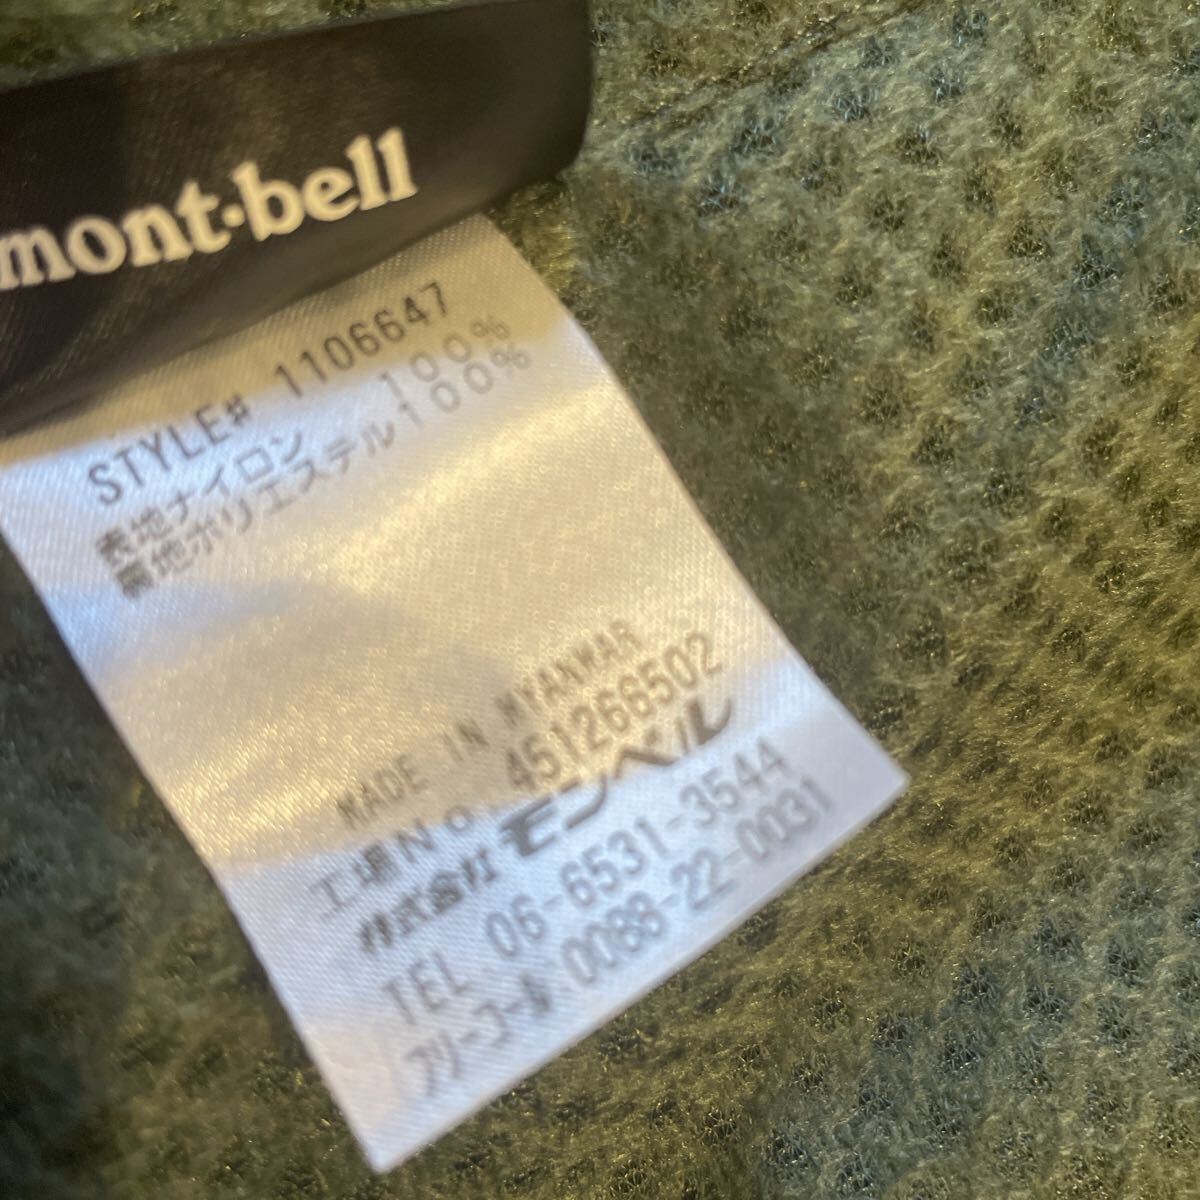 mont·bell
STYLE# 1106647
表地ナイロン 100%
裏地ポリエステル100%
MADE IN MYANMAR
工場No 451266502
株式会社 モンベル
TEL 06-6531-3544
フリーコール 0088-22-0031